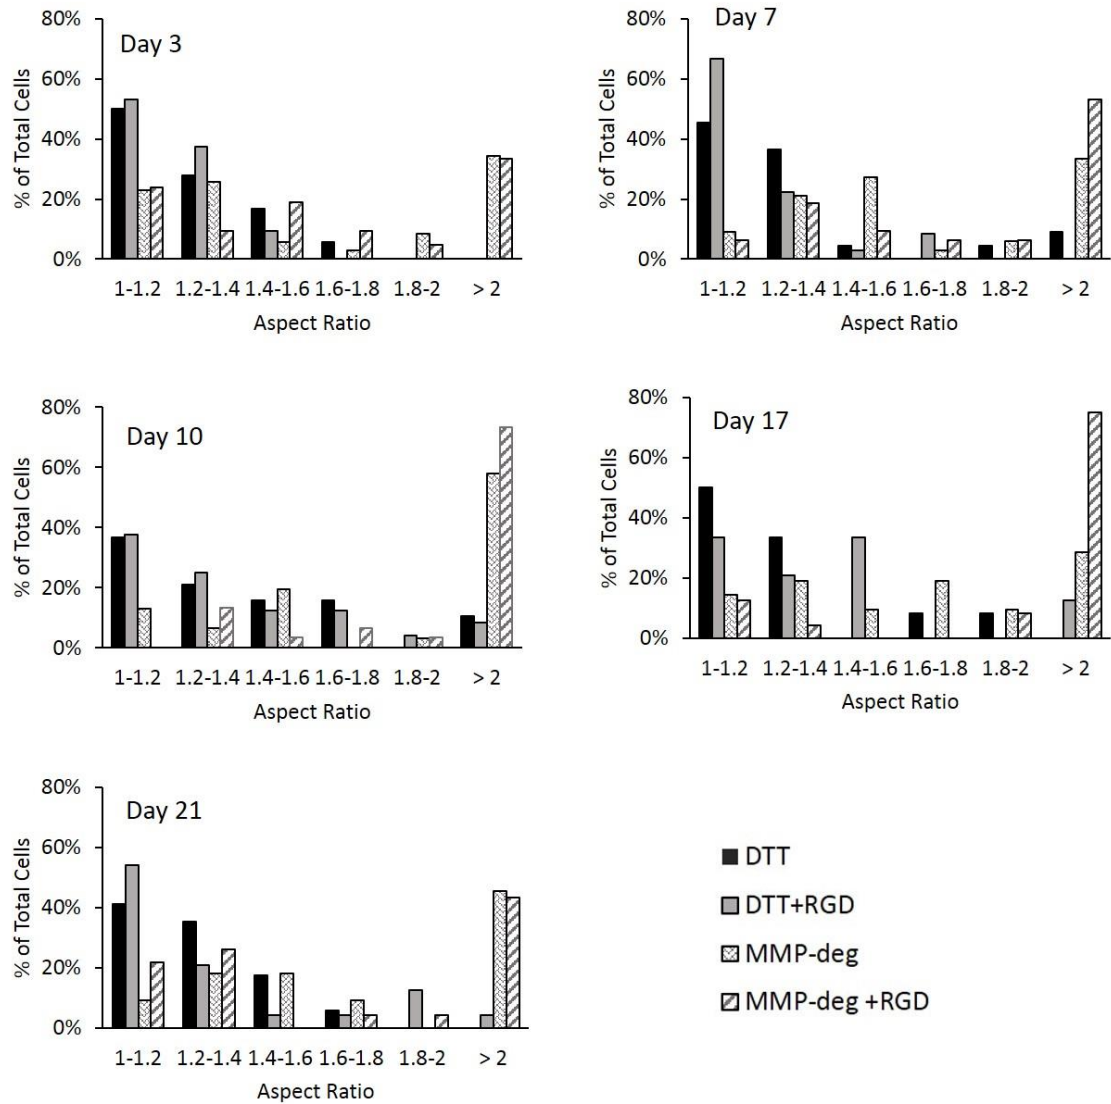 Day 3
% of Total Cells
80%
60%
40%
20%
0%
1-1.2 1.2-1.4 1.4-1.6 1.6-1.8 1.8-2 > 2
Aspect Ratio
Day 7
% of Total Cells
80%
60%
40%
20%
0%
1-1.2 1.2-1.4 1.4-1.6 1.6-1.8 1.8-2 > 2
Aspect Ratio
Day 10
% of Total Cells
80%
60%
40%
20%
0%
1-1.2 1.2-1.4 1.4-1.6 1.6-1.8 1.8-2 > 2
Aspect Ratio
Day 17
% of Total Cells
80%
60%
40%
20%
0%
1-1.2 1.2-1.4 1.4-1.6 1.6-1.8 1.8-2 > 2
Aspect Ratio
Day 21
% of Total Cells
80%
60%
40%
20%
0%
1-1.2 1.2-1.4 1.4-1.6 1.6-1.8 1.8-2 > 2
Aspect Ratio
DTT
DTT+RGD
MMP-deg
MMP-deg +RGD